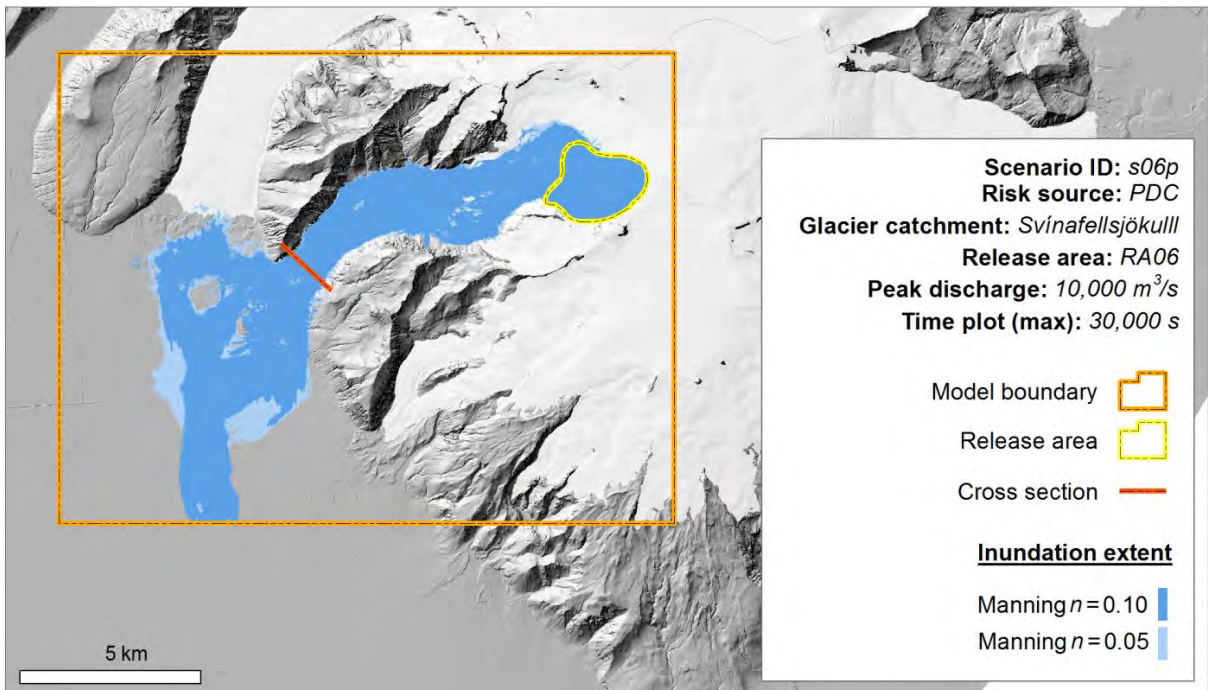 Scenario ID: s06p
Risk source: PDC
Glacier catchment: Svínafellsjökulll
Release area: RA06
Peak discharge: 10,000 m³/s
Time plot (max): 30,000 s
Model boundary
Release area
Cross section
Inundation extent
Manning n = 0.10
Manning n = 0.05
5 km